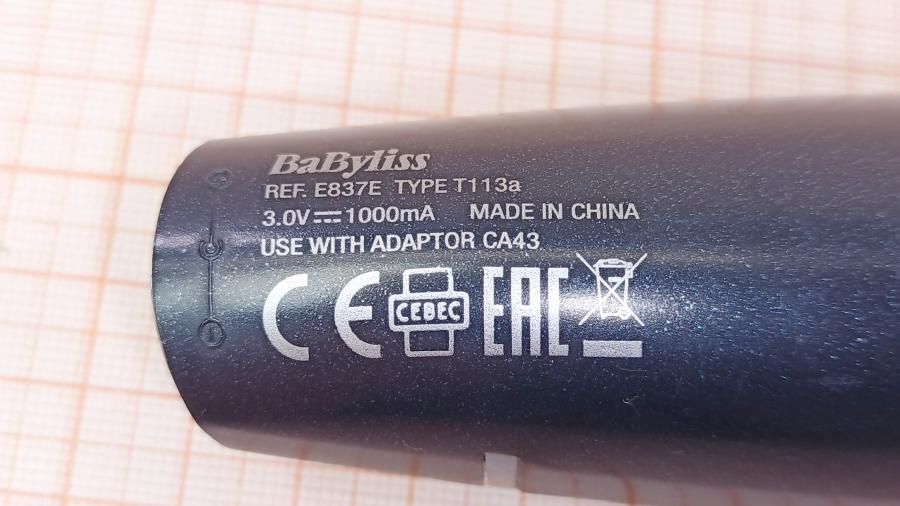 BaByliss
REF. E837E TYPE T113a
3.0V⎓1000mA MADE IN CHINA
USE WITH ADAPTOR CA43
CE CEBEC EAC